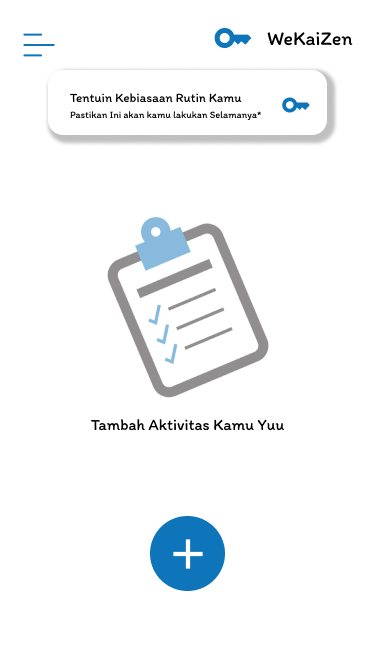 WeKaiZen
Tentuin Kebiasaan Rutin Kamu
Pastikan Ini akan kamu lakukan Selamanya*
Tambah Aktivitas Kamu Yuu